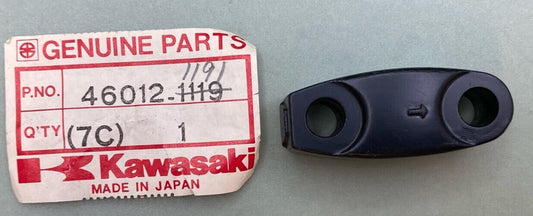 GENUINE PARTS
1191
P.NO. 46012-1119
Q'TY (7C) 1
Kawasaki
MADE IN JAPAN